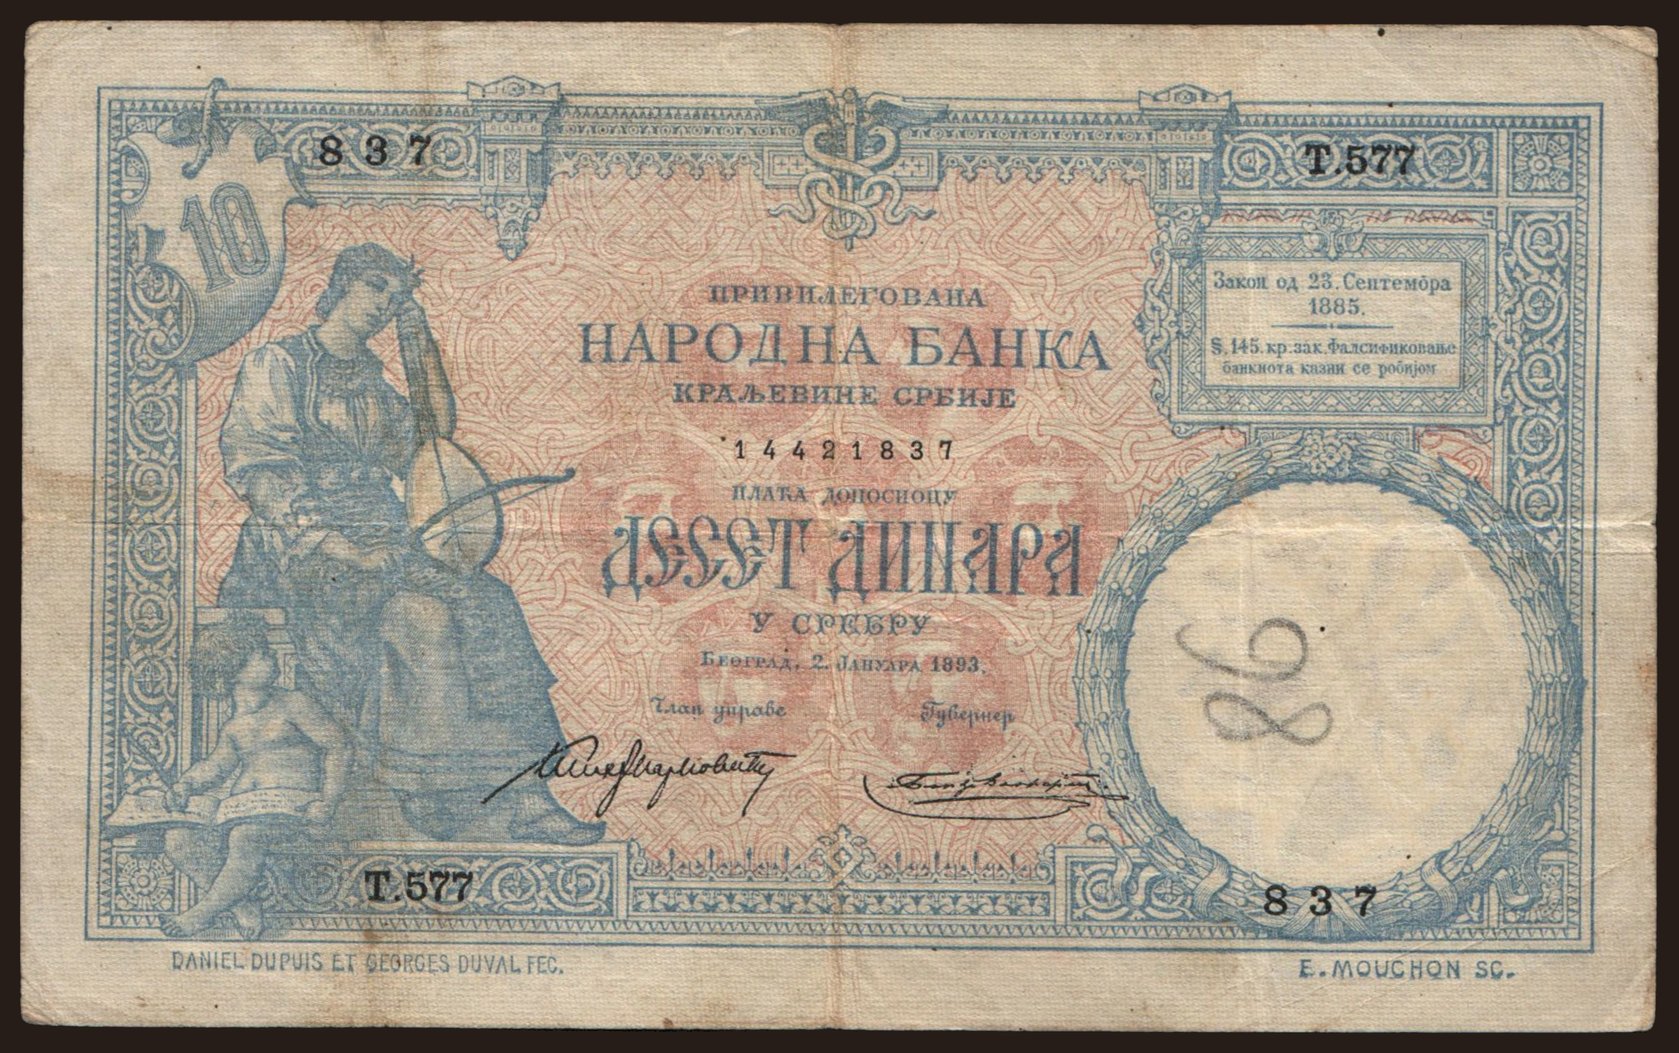 837
T.577
10
Закон од 23. Септемвра
1885.
§.145.кр.зак.Фалсификовање
банкнота казни се робијом
ПРИВИЛЕГОВАНА
НАРОДНА БАНКА
КРАЉЕВИНЕ СРБИЈЕ
14421837
ПЛАЋА ДОНОСИОЦУ
ДЕСЕТ ДИНАРА
У СРЕБРУ
БЕОГРАД, 2. ЈАНУАРА 1893.
Члан управе
Гувернер
86
T.577
837
DANIEL DUPUIS ET GEORGES DUVAL FEC.
E. MOUCHON SC.